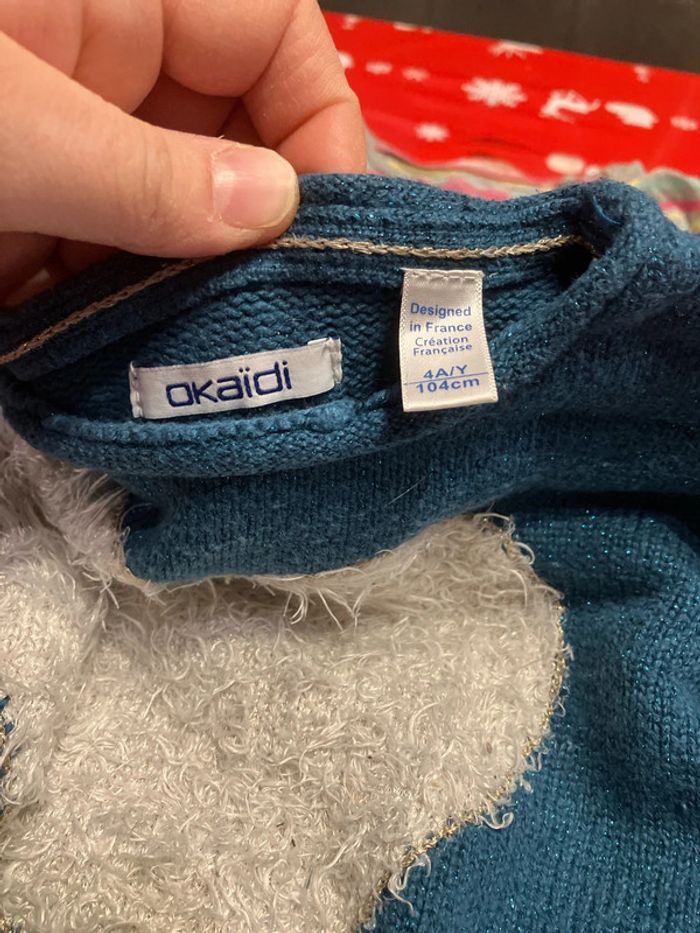 okaïdi
Designed
in France
Création
Française
4A/Y
104cm